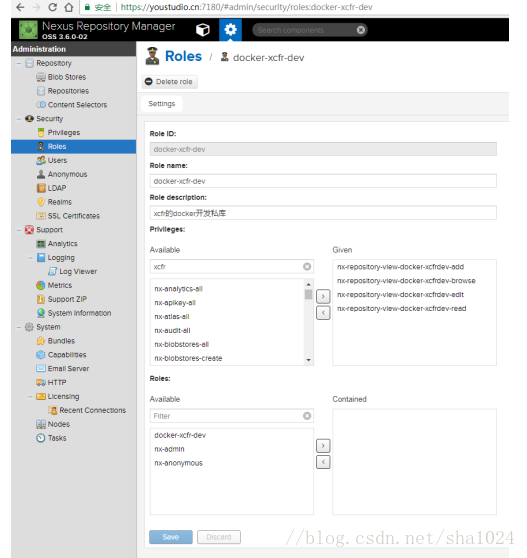 安全 https://youstudio.cn:7180/#admin/security/roles:docker-xcfr-dev
Nexus Repository Manager
OSS 3.6.0-02
Search components
Administration
Repository
Blob Stores
Repositories
Content Selectors
Security
Privileges
Roles
Users
Anonymous
LDAP
Realms
SSL Certificates
Support
Analytics
Logging
Log Viewer
Metrics
Support ZIP
System Information
System
Bundles
Capabilities
Email Server
HTTP
Licensing
Recent Connections
Nodes
Tasks
Roles / docker-xcfr-dev
Delete role
Settings
Role ID:
docker-xcfr-dev
Role name:
docker-xcfr-dev
Role description:
xcfr的docker开发私库
Privileges:
Available
xcfr
nx-analytics-all
nx-apikey-all
nx-atlas-all
nx-audit-all
nx-blobstores-all
nx-blobstores-create
Given
nx-repository-view-docker-xcfrdev-add
nx-repository-view-docker-xcfrdev-browse
nx-repository-view-docker-xcfrdev-edit
nx-repository-view-docker-xcfrdev-read
Roles:
Available
Filter
docker-xcfr-dev
nx-admin
nx-anonymous
Contained
Save
Discard
//blog.csdn.net/sha1024